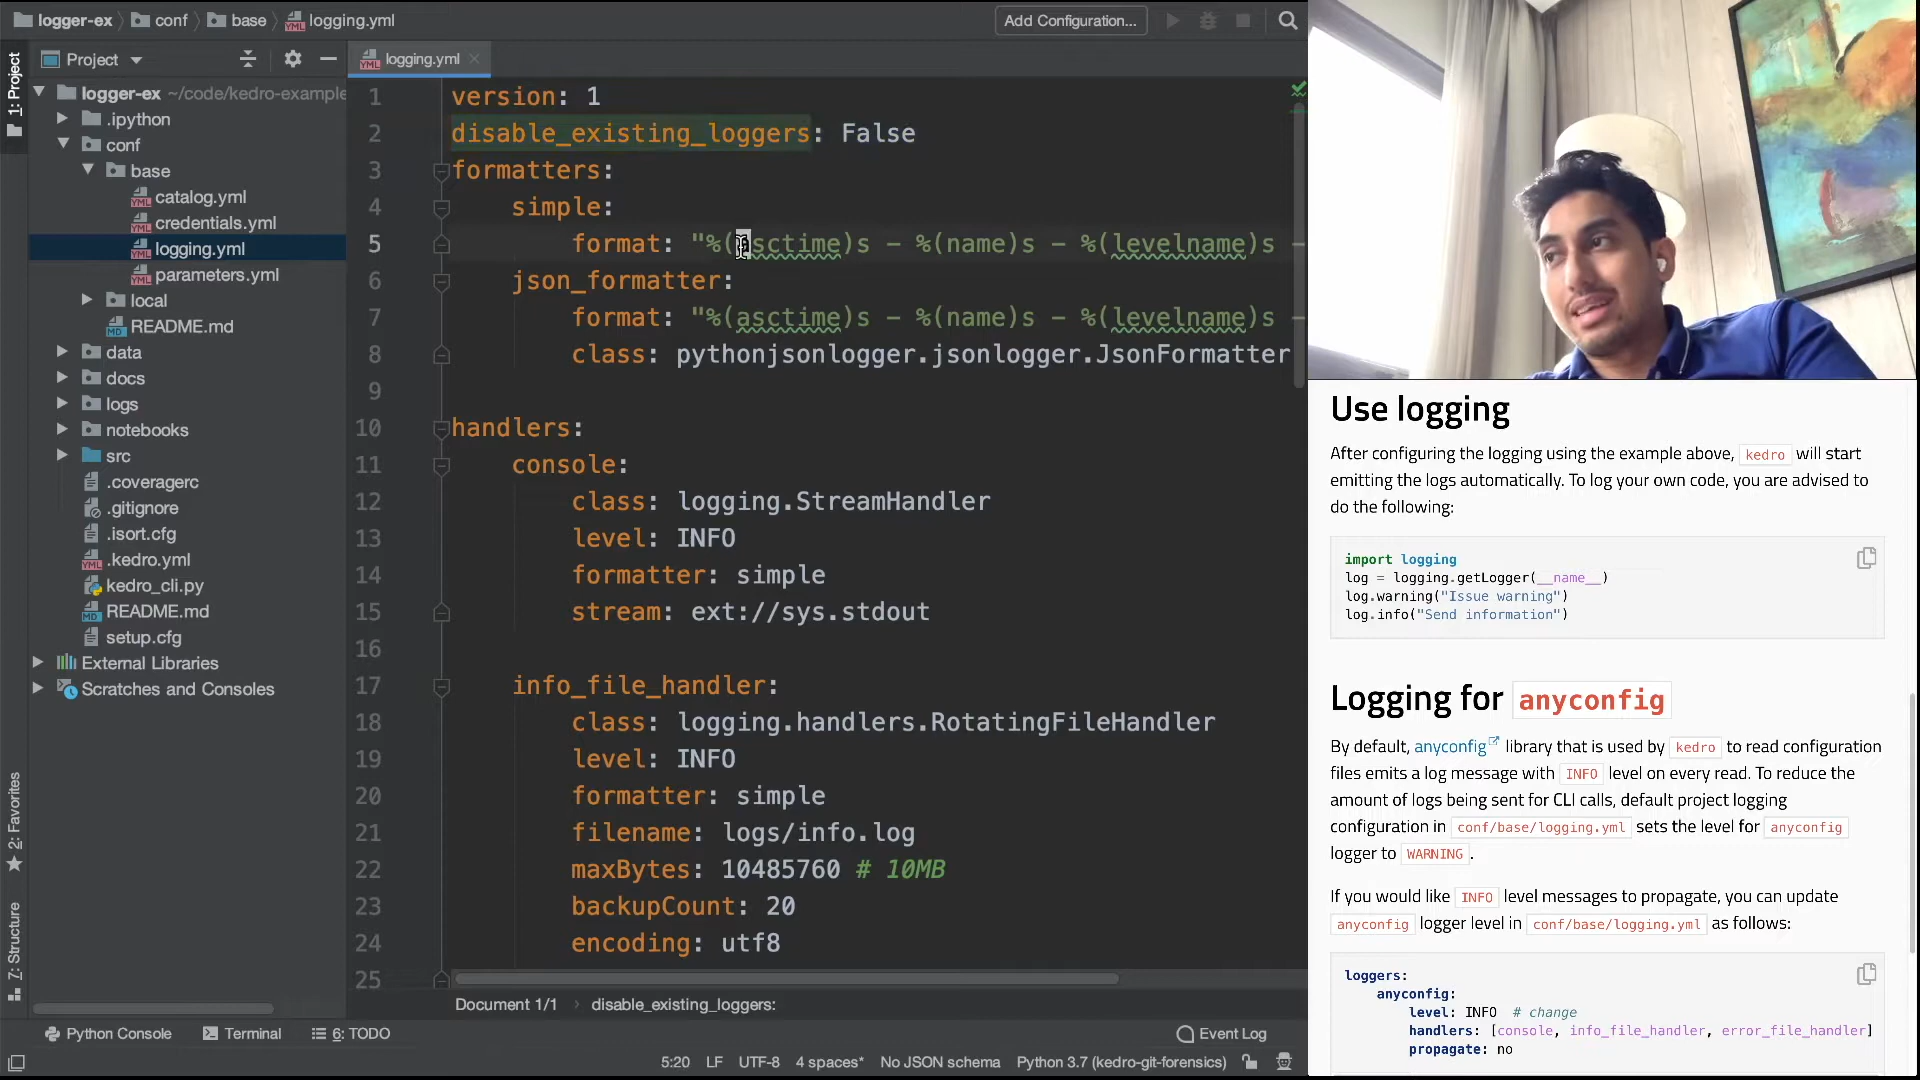 logger-ex
conf
base
logging.yml
Add Configuration...
1: Project
Project
logger-ex ~/code/kedro-example
.ipython
conf
base
catalog.yml
credentials.yml
logging.yml
parameters.yml
local
README.md
data
docs
logs
notebooks
src
.coveragerc
.gitignore
.isort.cfg
.kedro.yml
kedro_cli.py
README.md
setup.cfg
External Libraries
Scratches and Consoles
2: Favorites
7: Structure
logging.yml
1 version: 1
2 disable_existing_loggers: False
3 formatters:
4 simple:
5 format: "%(asctime)s - %(name)s - %(levelname)s -
6 json_formatter:
7 format: "%(asctime)s - %(name)s - %(levelname)s -
8 class: pythonjsonlogger.jsonlogger.JsonFormatter
9
10 handlers:
11 console:
12 class: logging.StreamHandler
13 level: INFO
14 formatter: simple
15 stream: ext://sys.stdout
16
17 info_file_handler:
18 class: logging.handlers.RotatingFileHandler
19 level: INFO
20 formatter: simple
21 filename: logs/info.log
22 maxBytes: 10485760 # 10MB
23 backupCount: 20
24 encoding: utf8
25
Document 1/1 › disable_existing_loggers:
Python Console
Terminal
6: TODO
Event Log
5:20 LF UTF-8 4 spaces* No JSON schema Python 3.7 (kedro-git-forensics)
Use logging
After configuring the logging using the example above, kedro will start
emitting the logs automatically. To log your own code, you are advised to
do the following:
import logging
log = logging.getLogger(__name__)
log.warning("Issue warning")
log.info("Send information")
Logging for anyconfig
By default, anyconfig library that is used by kedro to read configuration
files emits a log message with INFO level on every read. To reduce the
amount of logs being sent for CLI calls, default project logging
configuration in conf/base/logging.yml sets the level for anyconfig
logger to WARNING .
If you would like INFO level messages to propagate, you can update
anyconfig logger level in conf/base/logging.yml as follows:
loggers:
anyconfig:
level: INFO # change
handlers: [console, info_file_handler, error_file_handler]
propagate: no